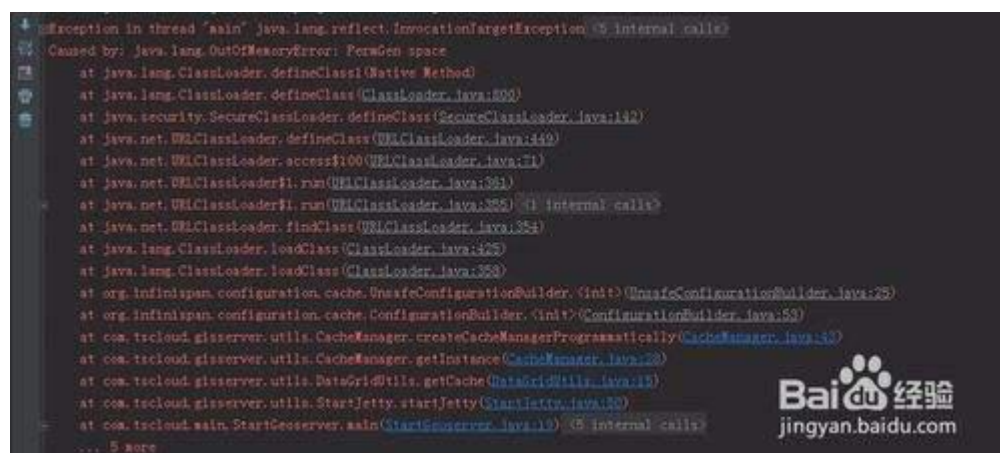 Exception in thread "main" java.lang.reflect.InvocationTargetException <5 internal calls>
Caused by: java.lang.OutOfMemoryError: PermGen space
at java.lang.ClassLoader.defineClass1(Native Method)
at java.lang.ClassLoader.defineClass(ClassLoader.java:800)
at java.security.SecureClassLoader.defineClass(SecureClassLoader.java:142)
at java.net.URLClassLoader.defineClass(URLClassLoader.java:449)
at java.net.URLClassLoader.access$100(URLClassLoader.java:71)
at java.net.URLClassLoader$1.run(URLClassLoader.java:361)
at java.net.URLClassLoader$1.run(URLClassLoader.java:355) <1 internal calls>
at java.net.URLClassLoader.findClass(URLClassLoader.java:354)
at java.lang.ClassLoader.loadClass(ClassLoader.java:425)
at java.lang.ClassLoader.loadClass(ClassLoader.java:358)
at org.infinispan.configuration.cache.UnsafeConfigurationBuilder.<init>(UnsafeConfigurationBuilder.java:25)
at org.infinispan.configuration.cache.ConfigurationBuilder.<init>(ConfigurationBuilder.java:53)
at com.tscloud.gisserver.utils.CacheManager.createCacheManagerProgrammatically(CacheManager.java:43)
at com.tscloud.gisserver.utils.CacheManager.getInstance(CacheManager.java:28)
at com.tscloud.gisserver.utils.DataGridUtils.getCache(DataGridUtils.java:15)
at com.tscloud.gisserver.utils.StartJetty.startJetty(StartJetty.java:50)
at com.tscloud.main.StartGeoserver.main(StartGeoserver.java:19) <5 internal calls>
... 5 more
Baidu经验
jingyan.baidu.com